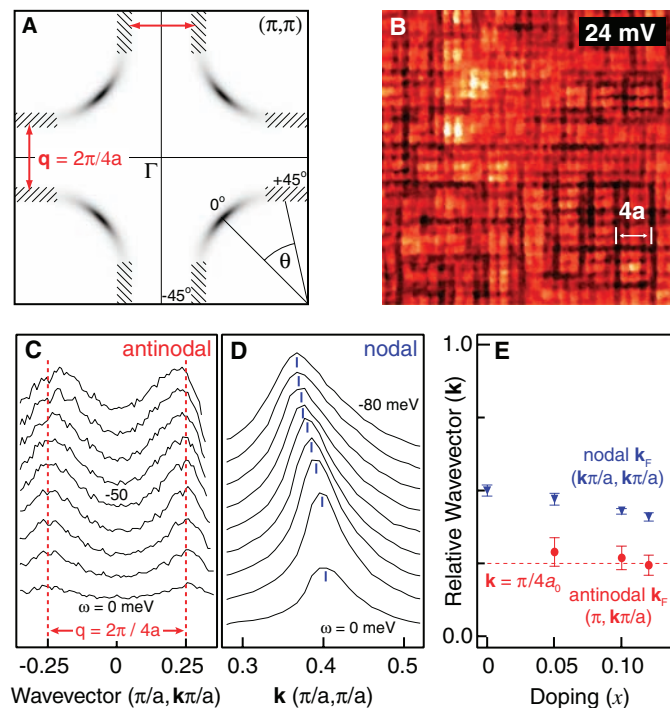 A
(π,π)
q = 2π/4a
Γ
+45°
0°
θ
-45°
B
24 mV
4a
C
antinodal
-50
ω = 0 meV
q = 2π / 4a
-0.25
0
0.25
Wavevector (π/a, kπ/a)
D
nodal
-80 meV
ω = 0 meV
0.3
0.4
0.5
k (π/a,π/a)
E
1.0
0.0
Relative Wavevector (k)
nodal kF
(kπ/a, kπ/a)
k = π/4a0
antinodal kF
(π, kπ/a)
0
0.05
0.10
Doping (x)